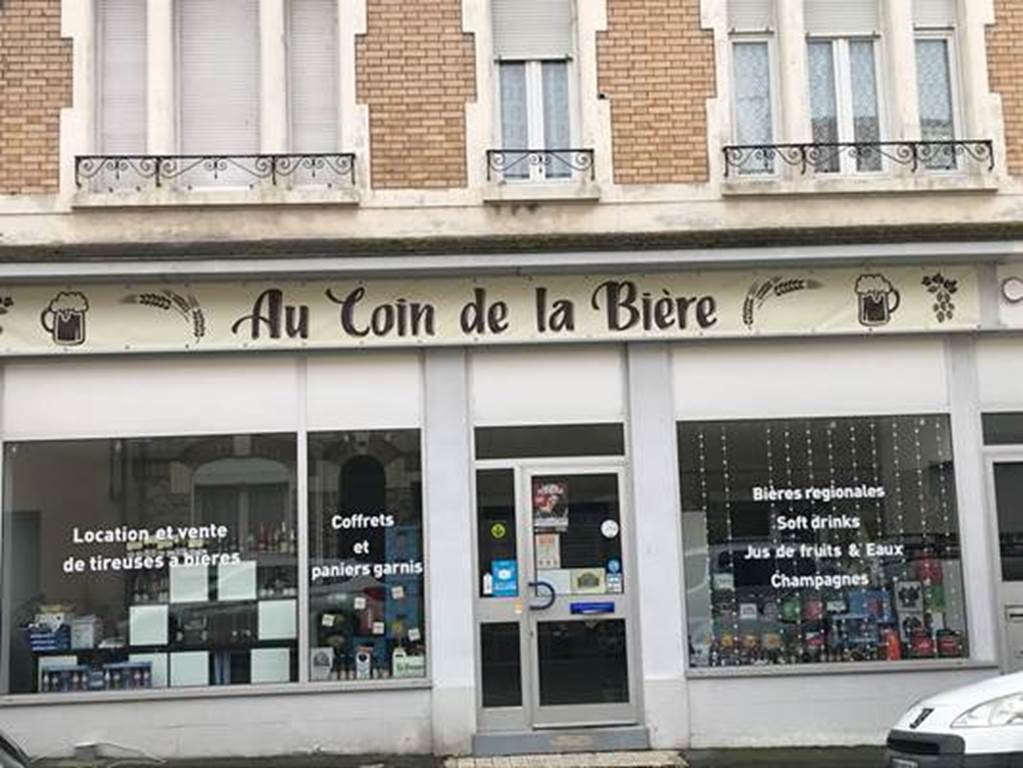 Au Coin de la Bière
Location et vente
de tireuses a bières
Coffrets
et
paniers garnis
Bières regionales
Soft drinks
Jus de fruits & Eaux
Champagnes